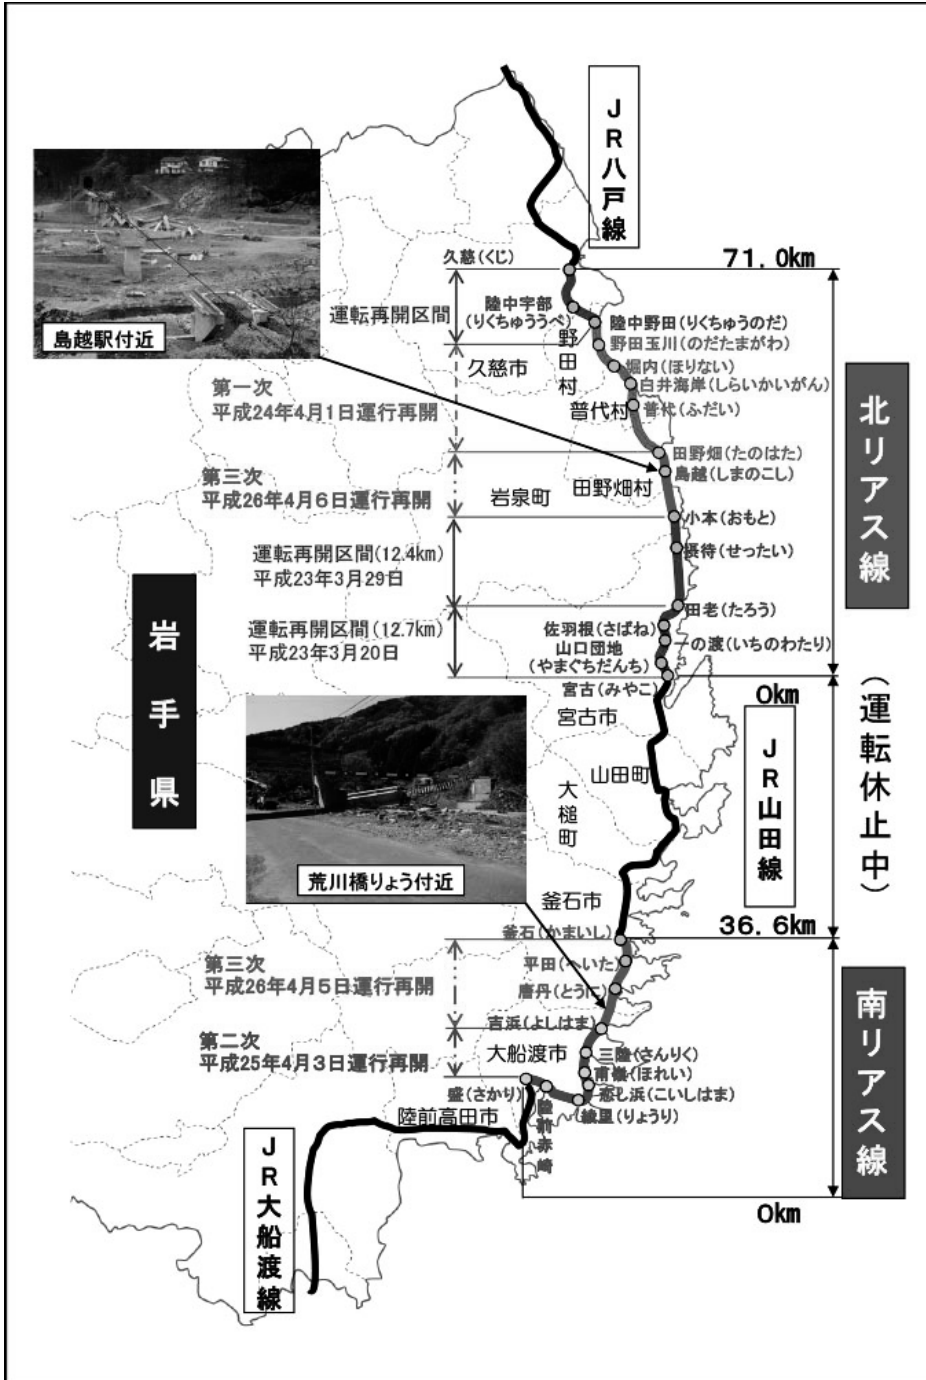 JR八戸線
久慈(くじ)
71.0km
島越駅付近
運転再開区間
陸中宇部
(りくちゅううべ)
陸中野田(りくちゅうのだ)
野田玉川(のだたまがわ)
野田村
久慈市
堀内(ほりない)
白井海岸(しらいかいがん)
第一次
平成24年4月1日運行再開
普代村
普代(ふだい)
北リアス線
田野畑(たのはた)
島越(しまのこし)
第三次
平成26年4月6日運行再開
岩泉町
田野畑村
小本(おもと)
摂待(せったい)
運転再開区間(12.4km)
平成23年3月29日
田老(たろう)
運転再開区間(12.7km)
平成23年3月20日
佐羽根(さばね)
一の渡(いちのわたり)
山口団地
(やまぐちだんち)
宮古(みやこ)
0km
岩手県
宮古市
山田町
大槌町
JR山田線
(運転休止中)
荒川橋りょう付近
釜石市
36.6km
釜石(かまいし)
平田(へいた)
第三次
平成26年4月5日運行再開
唐丹(とうに)
吉浜(よしはま)
南リアス線
第二次
平成25年4月3日運行再開
大船渡市
三陸(さんりく)
甫嶺(ほれい)
恋し浜(こいしはま)
綾里(りょうり)
盛(さかり)
陸前赤崎
陸前高田市
0km
JR大船渡線